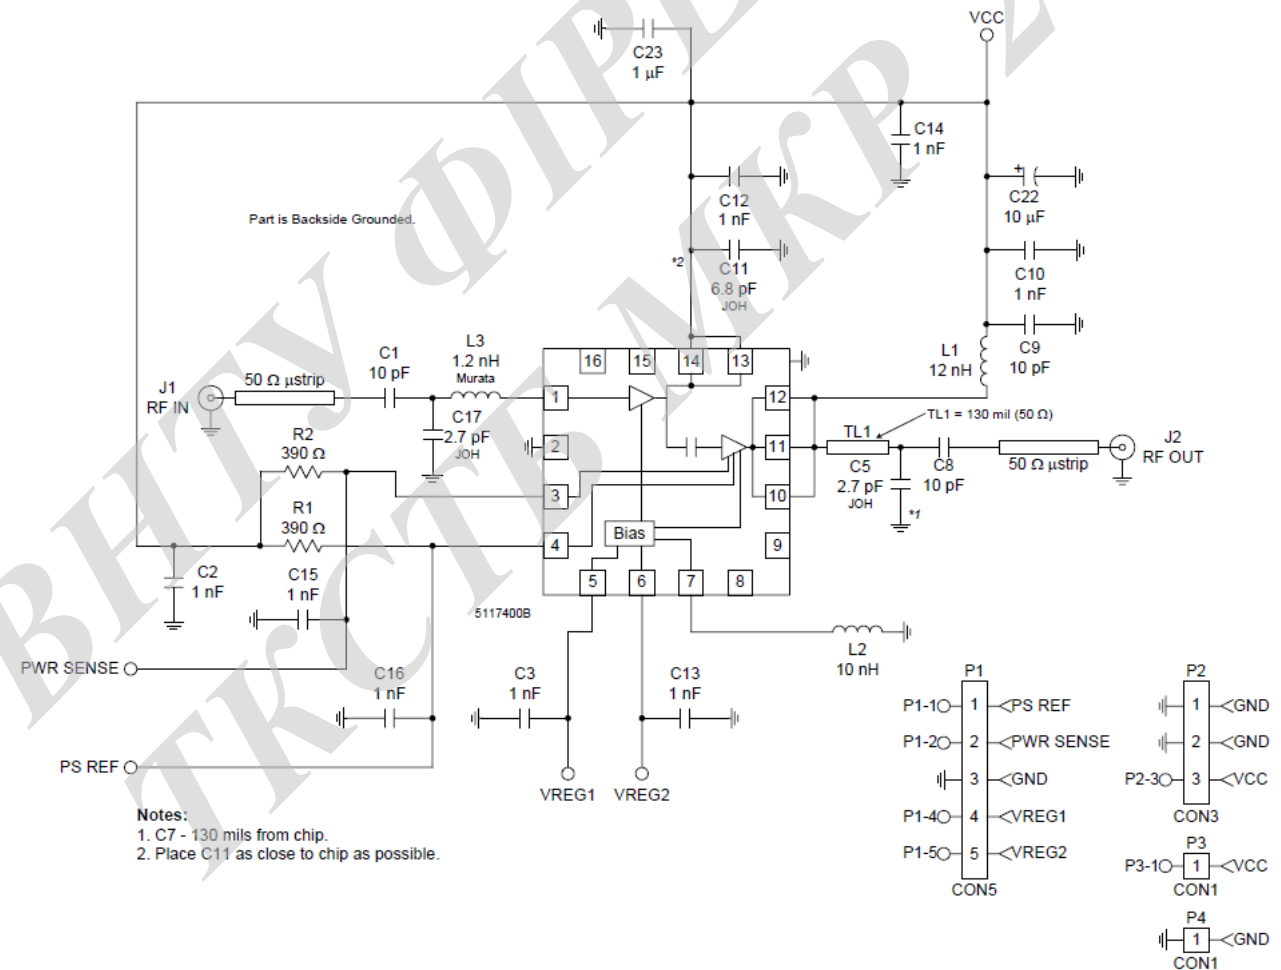 VCC
C23
1 µF
C14
1 nF
C12
1 nF
+
C22
10 µF
Part is Backside Grounded.
*2
C11
6.8 pF
JOH
C10
1 nF
L3
1.2 nH
Murata
C1
10 pF
16
15
14
13
L1
12 nH
C9
10 pF
J1
RF IN
50 Ω µstrip
1
12
TL1 = 130 mil (50 Ω)
C17
2.7 pF
JOH
R2
390 Ω
2
11
TL1
C5
2.7 pF
JOH
C8
10 pF
50 Ω µstrip
J2
RF OUT
3
10
*1
R1
390 Ω
Bias
4
9
C2
1 nF
C15
1 nF
5
6
7
8
5117400B
L2
10 nH
PWR SENSE
C16
1 nF
C3
1 nF
C13
1 nF
PS REF
VREG1
VREG2
Notes:
1. C7 - 130 mils from chip.
2. Place C11 as close to chip as possible.
P1
P1-1
1
PS REF
P1-2
2
PWR SENSE
3
GND
P1-4
4
VREG1
P1-5
5
VREG2
CON5
P2
1
GND
2
GND
P2-3
3
VCC
CON3
P3
P3-1
1
VCC
CON1
P4
1
GND
CON1
ВНТУ ФІРЕ
ТКСТБ МКР 2